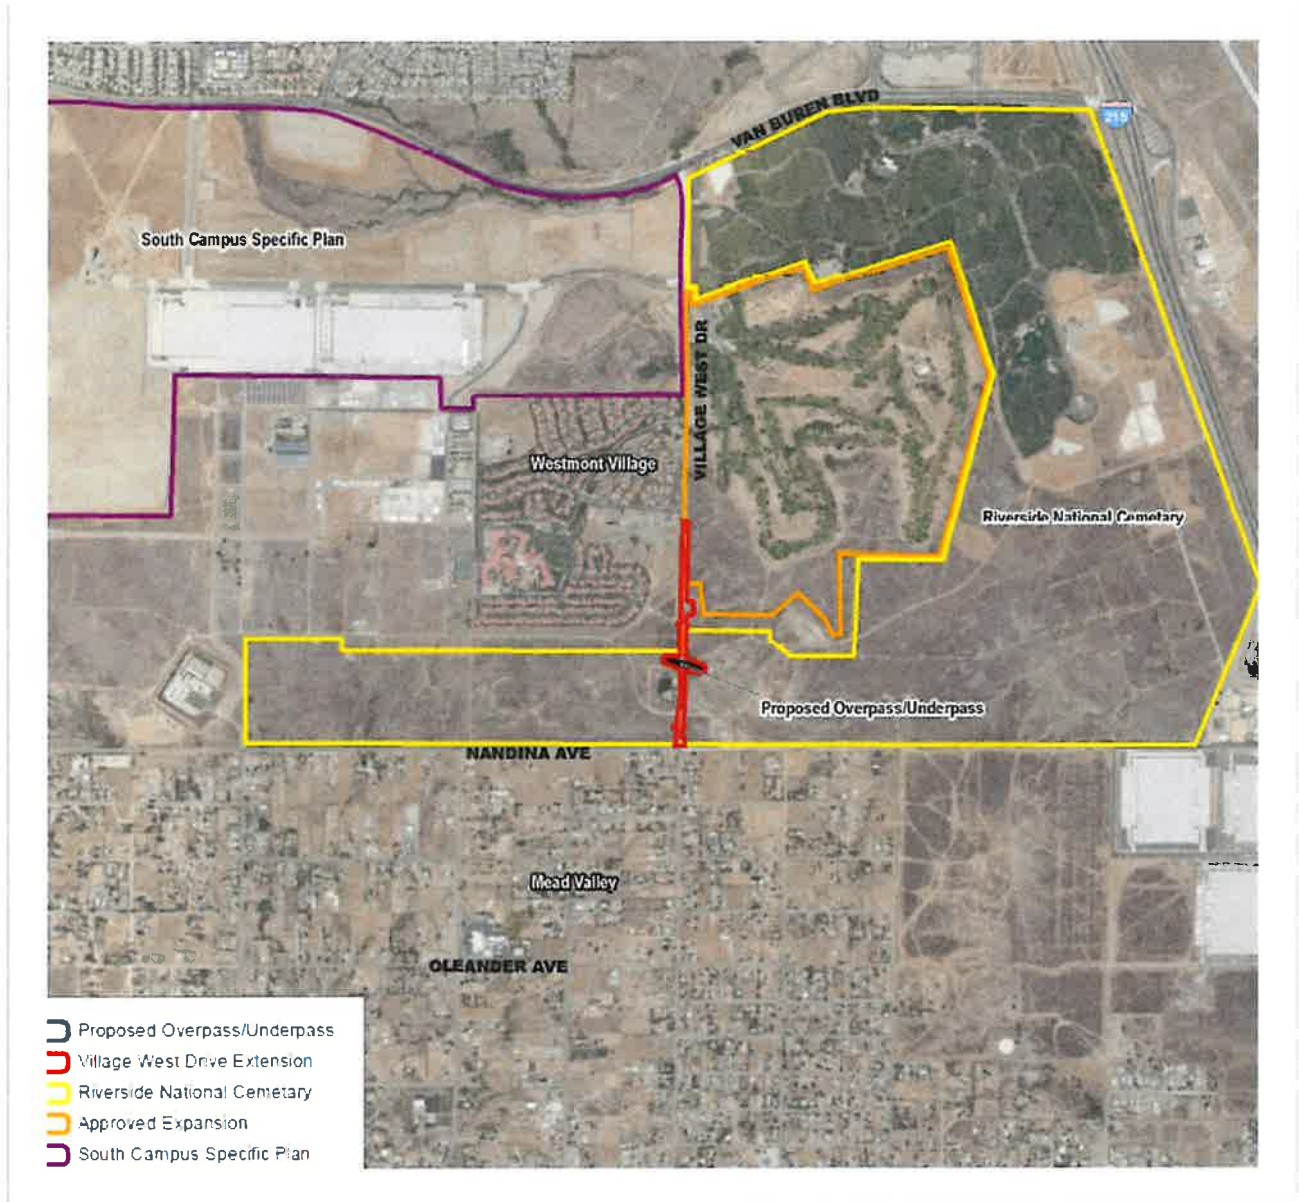 VAN BUREN BLVD
215
South Campus Specific Plan
VILLAGE WEST DR
Westmont Village
Riverside National Cemetary
Proposed Overpass/Underpass
NANDINA AVE
Mead Valley
OLEANDER AVE
Proposed Overpass/Underpass
Village West Drive Extension
Riverside National Cemetary
Approved Expansion
South Campus Specific Plan